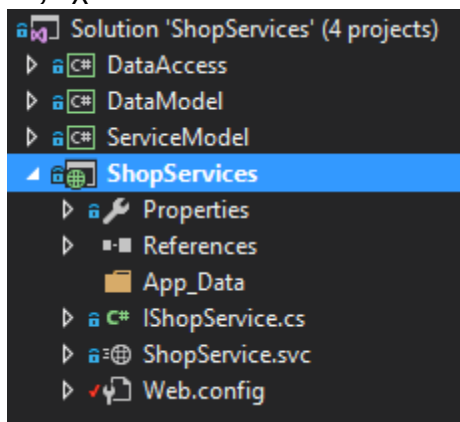 Solution 'ShopServices' (4 projects)
C# DataAccess
C# DataModel
C# ServiceModel
ShopServices
Properties
References
App_Data
C# IShopService.cs
ShopService.svc
Web.config